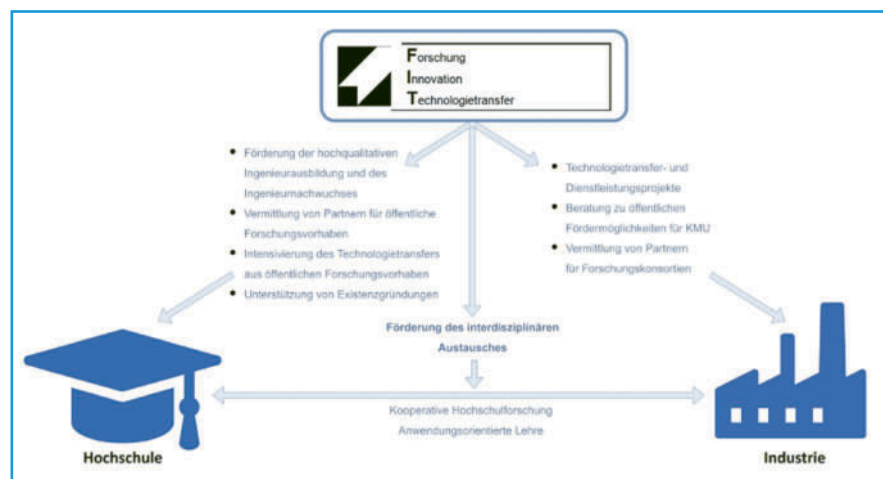 Forschung
Innovation
Technologietransfer
• Förderung der hochqualitativen
Ingenieurausbildung und des
Ingenieurnachwuchses
• Vermittlung von Partnern für öffentliche
Forschungsvorhaben
• Intensivierung des Technologietransfers
aus öffentlichen Forschungsvorhaben
• Unterstützung von Existenzgründungen
• Technologietransfer- und
Dienstleistungsprojekte
• Beratung zu öffentlichen
Fördermöglichkeiten für KMU
• Vermittlung von Partnern
für Forschungskonsortien
Förderung des interdisziplinären
Austausches
Kooperative Hochschulforschung
Anwendungsorientierte Lehre
Hochschule
Industrie